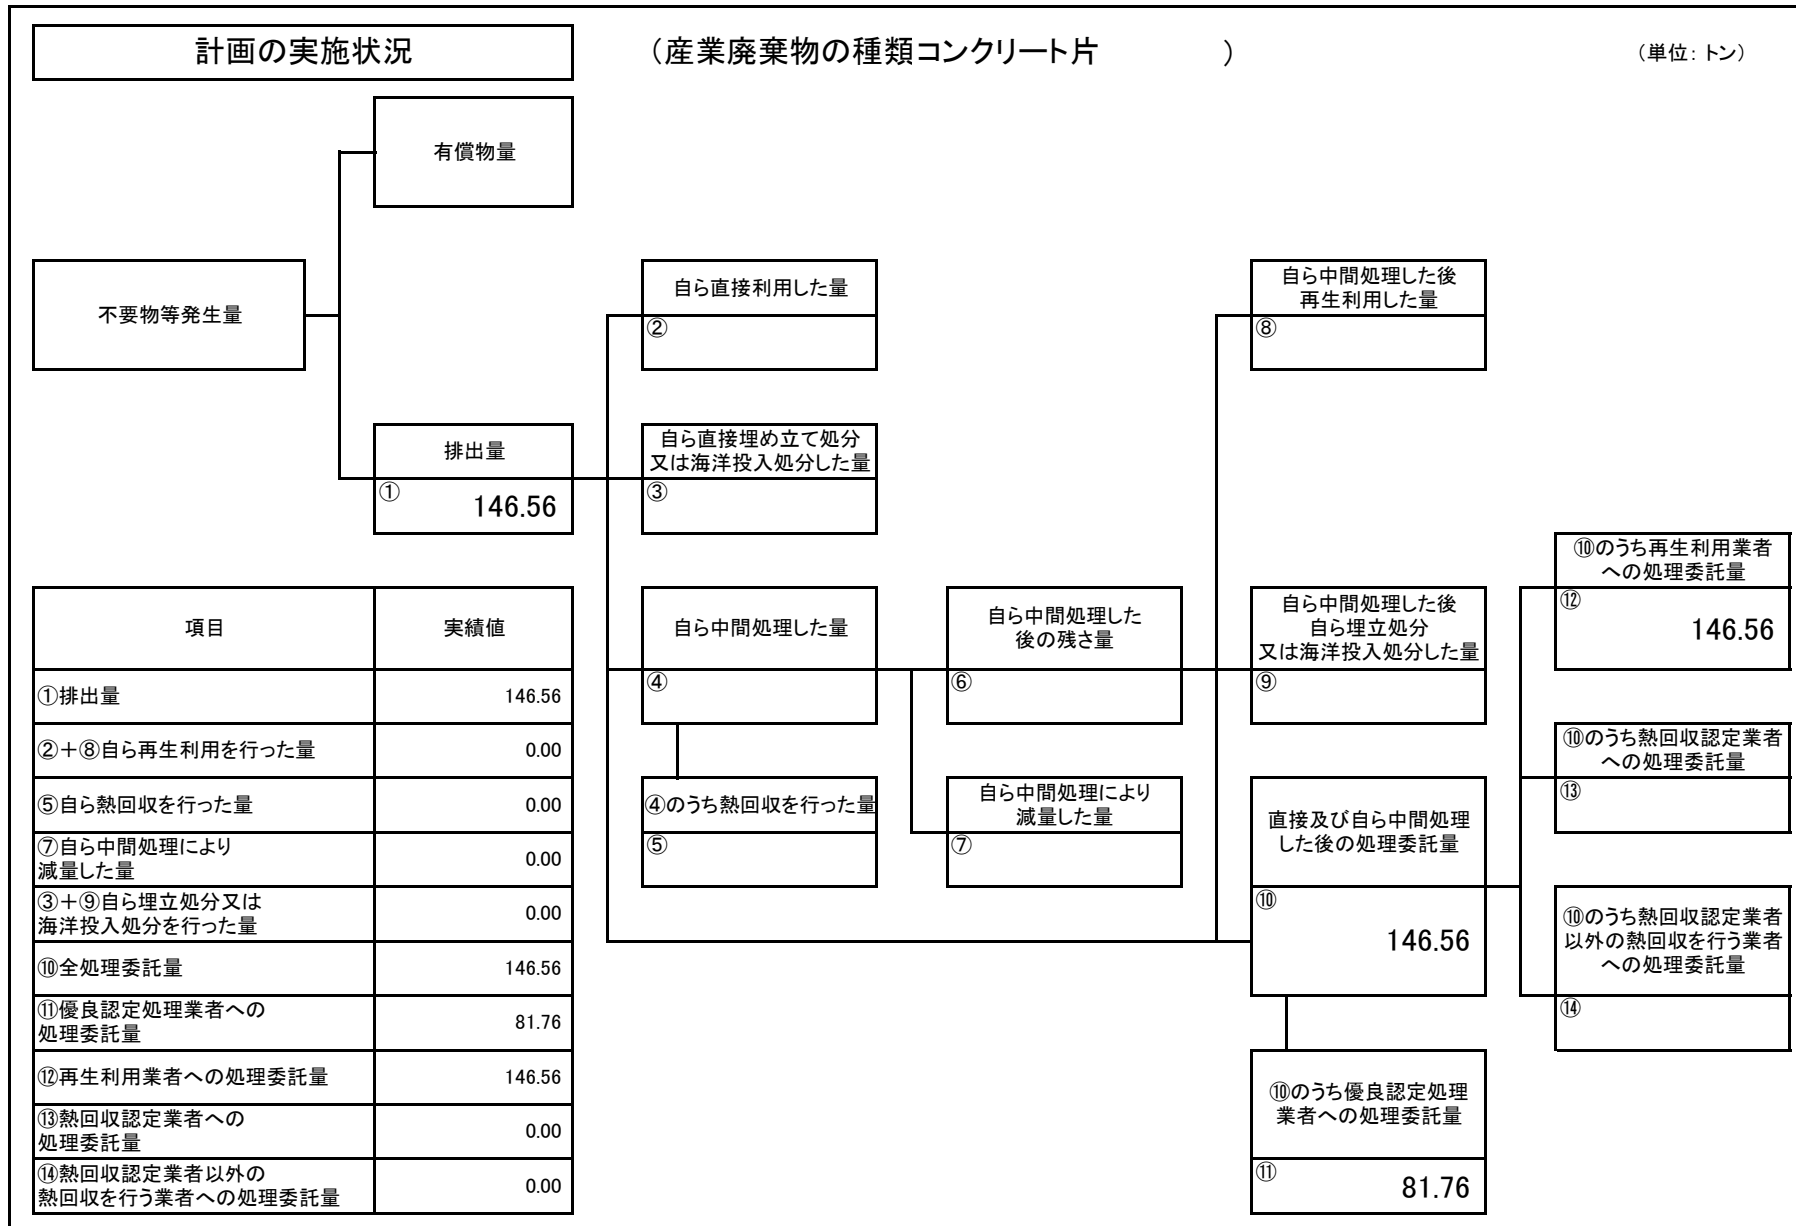 計画の実施状況
（産業廃棄物の種類コンクリート片　　　　）
（単位：トン）
有償物量
不要物等発生量
自ら直接利用した量
②
自ら中間処理した後
再生利用した量
⑧
排出量
① 146.56
自ら直接埋め立て処分
又は海洋投入処分した量
③
⑩のうち再生利用業者
への処理委託量
⑫ 146.56
自ら中間処理した量
④
自ら中間処理した
後の残さ量
⑥
自ら中間処理した後
自ら埋立処分
又は海洋投入処分した量
⑨
⑩のうち熱回収認定業者
への処理委託量
⑬
④のうち熱回収を行った量
⑤
自ら中間処理により
減量した量
⑦
直接及び自ら中間処理
した後の処理委託量
⑩ 146.56
⑩のうち熱回収認定業者
以外の熱回収を行う業者
への処理委託量
⑭
⑩のうち優良認定処理
業者への処理委託量
⑪ 81.76
項目 実績値
①排出量 146.56
②＋⑧自ら再生利用を行った量 0.00
⑤自ら熱回収を行った量 0.00
⑦自ら中間処理により
減量した量 0.00
③＋⑨自ら埋立処分又は
海洋投入処分を行った量 0.00
⑩全処理委託量 146.56
⑪優良認定処理業者への
処理委託量 81.76
⑫再生利用業者への処理委託量 146.56
⑬熱回収認定業者への
処理委託量 0.00
⑭熱回収認定業者以外の
熱回収を行う業者への処理委託量 0.00